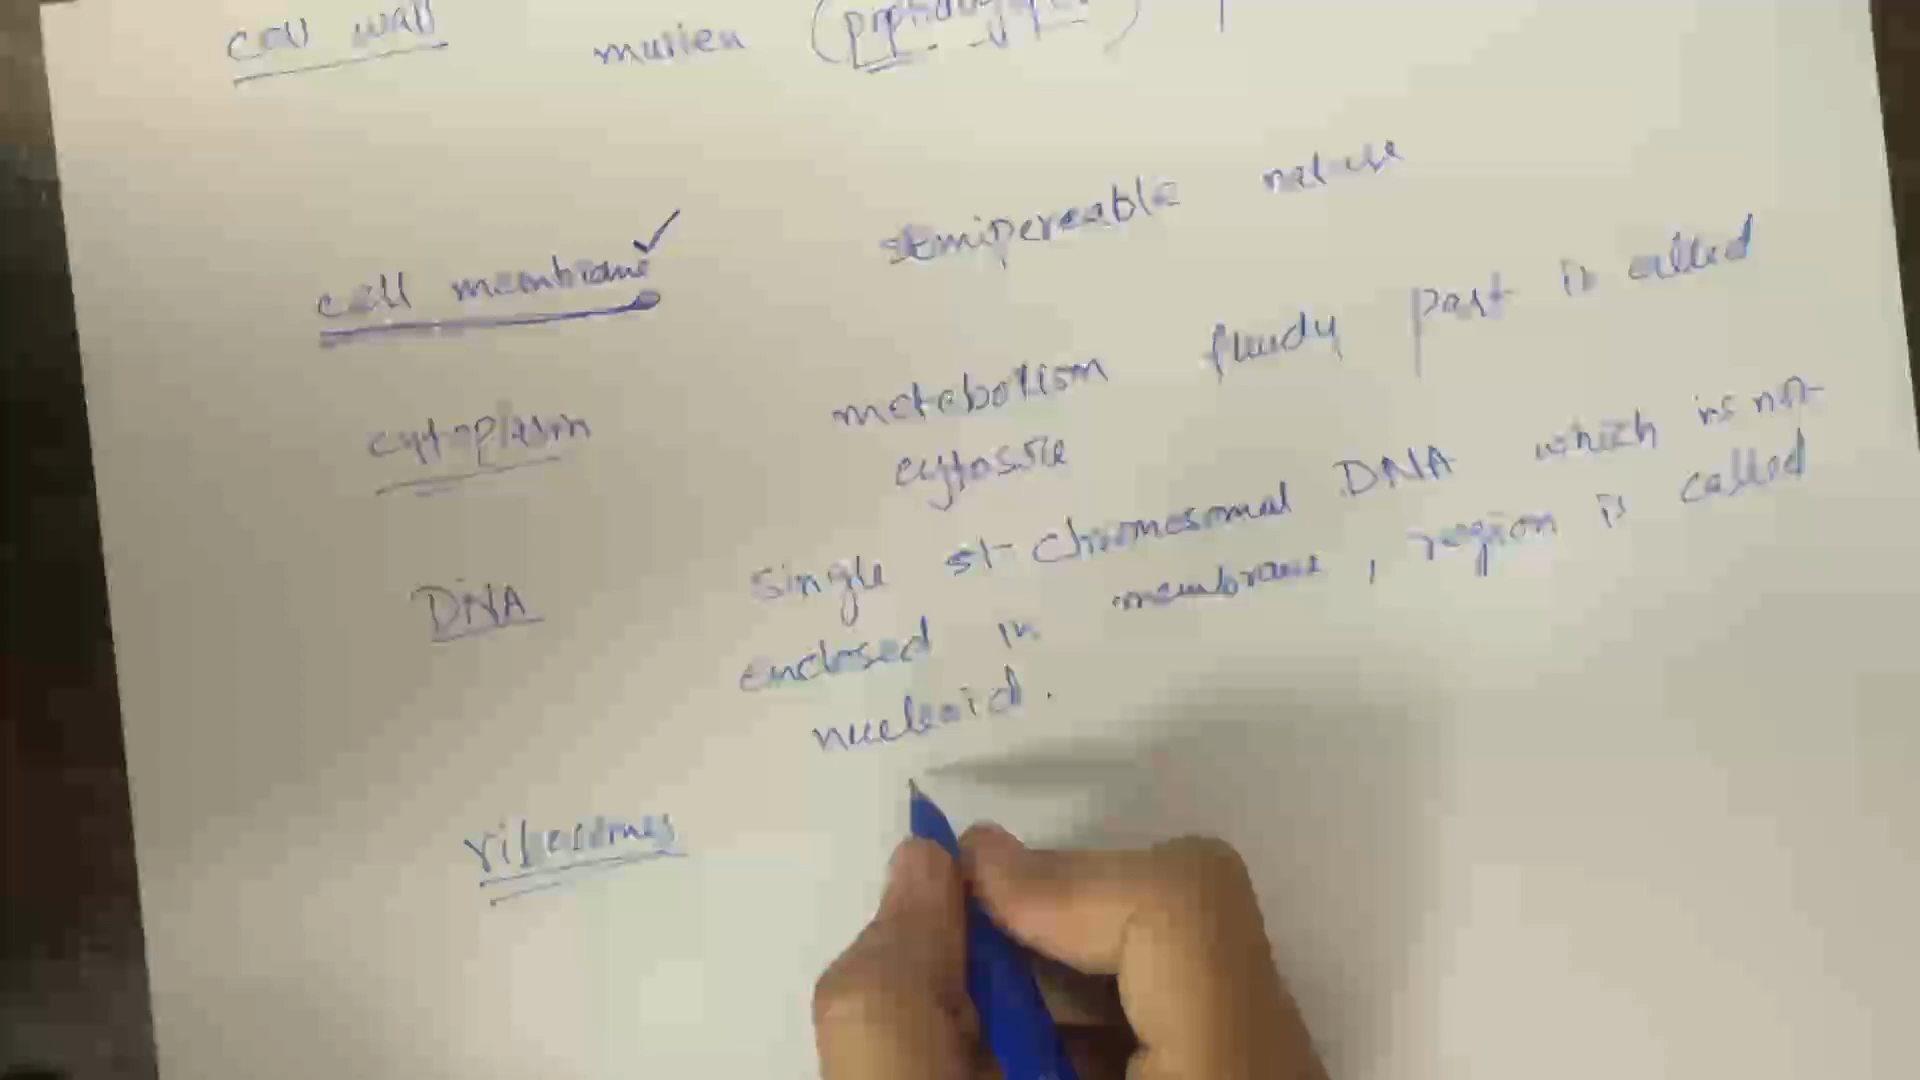 cell wall murien (
cell membrane semipereable nature
cytoplasm metabolism fluidy part is called
cytosole
DNA single st chromosomal DNA which is not
enclosed in membrane, region is called
nucleoid.
ribosomes